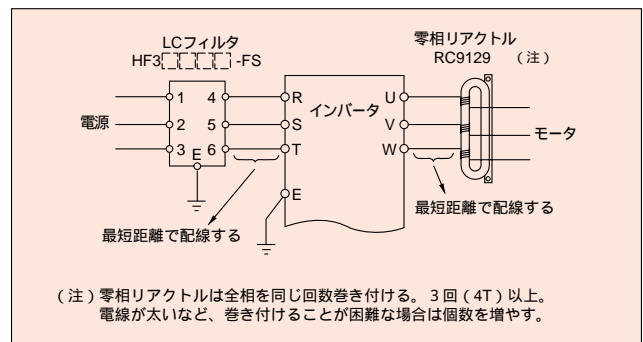 LCフィルタ
HF3□□□□-FS
零相リアクトル
RC9129 （注）
電源
1 4
2 5
3 6
E
R
S
T
E
インバータ
U
V
W
モータ
最短距離で配線する
最短距離で配線する
（注）零相リアクトルは全相を同じ回数巻き付ける。3回（4T）以上。
電線が太いなど、巻き付けることが困難な場合は個数を増やす。